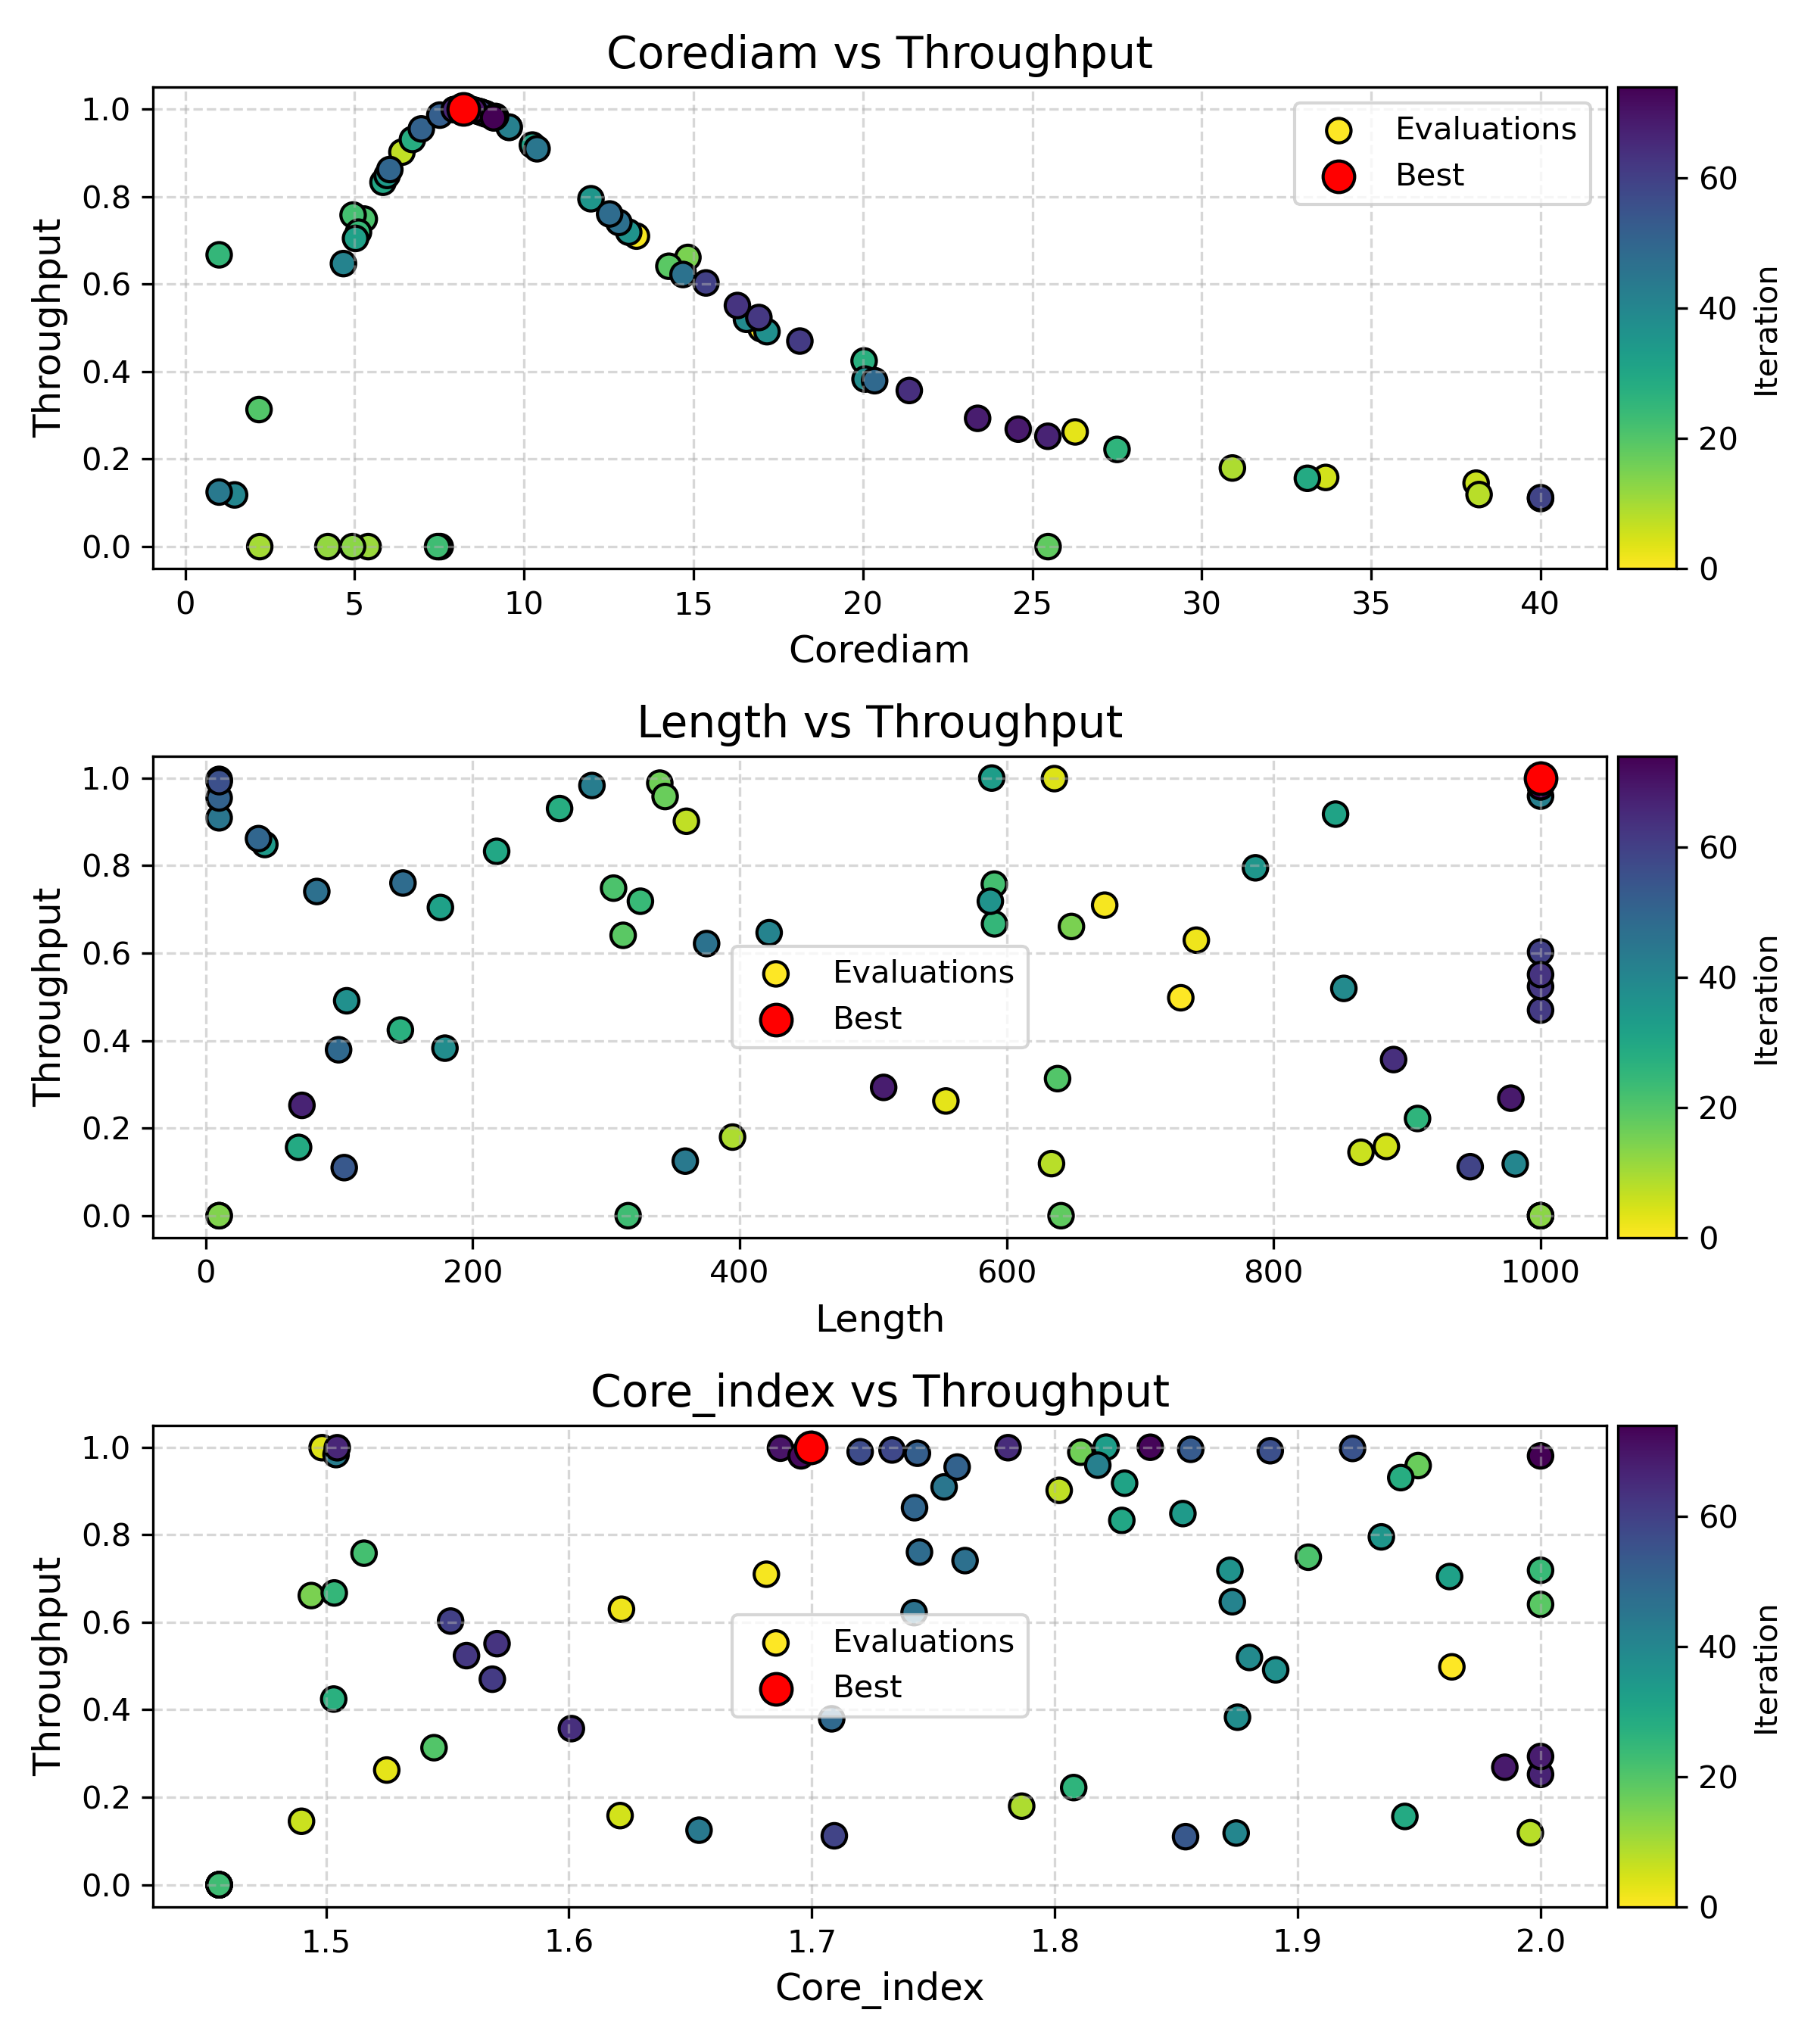 Corediam vs Throughput
Throughput
1.0
0.8
0.6
0.4
0.2
0.0
Evaluations
Best
0 5 10 15 20 25 30 35 40
Corediam
60
40
20
0
Iteration
Length vs Throughput
Throughput
1.0
0.8
0.6
0.4
0.2
0.0
Evaluations
Best
0 200 400 600 800 1000
Length
60
40
20
0
Iteration
Core_index vs Throughput
Throughput
1.0
0.8
0.6
0.4
0.2
0.0
Evaluations
Best
1.5 1.6 1.7 1.8 1.9 2.0
Core_index
60
40
20
0
Iteration